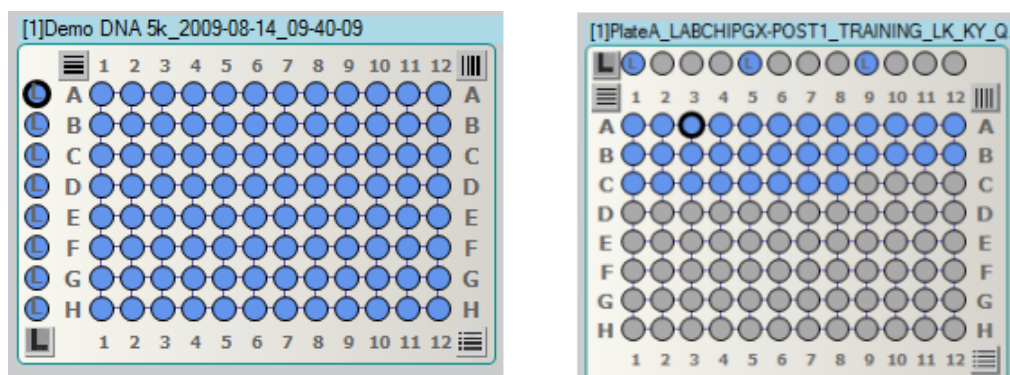 [1]Demo DNA 5k_2009-08-14_09-40-09
1 2 3 4 5 6 7 8 9 10 11 12
L A A
L B B
L C C
L D D
L E E
L F F
L G G
L H H
L 1 2 3 4 5 6 7 8 9 10 11 12
[1]PlateA_LABCHIPGX-POST1_TRAINING_LK_KY_Q
L L L L
1 2 3 4 5 6 7 8 9 10 11 12
A A
B B
C C
D D
E E
F F
G G
H H
1 2 3 4 5 6 7 8 9 10 11 12